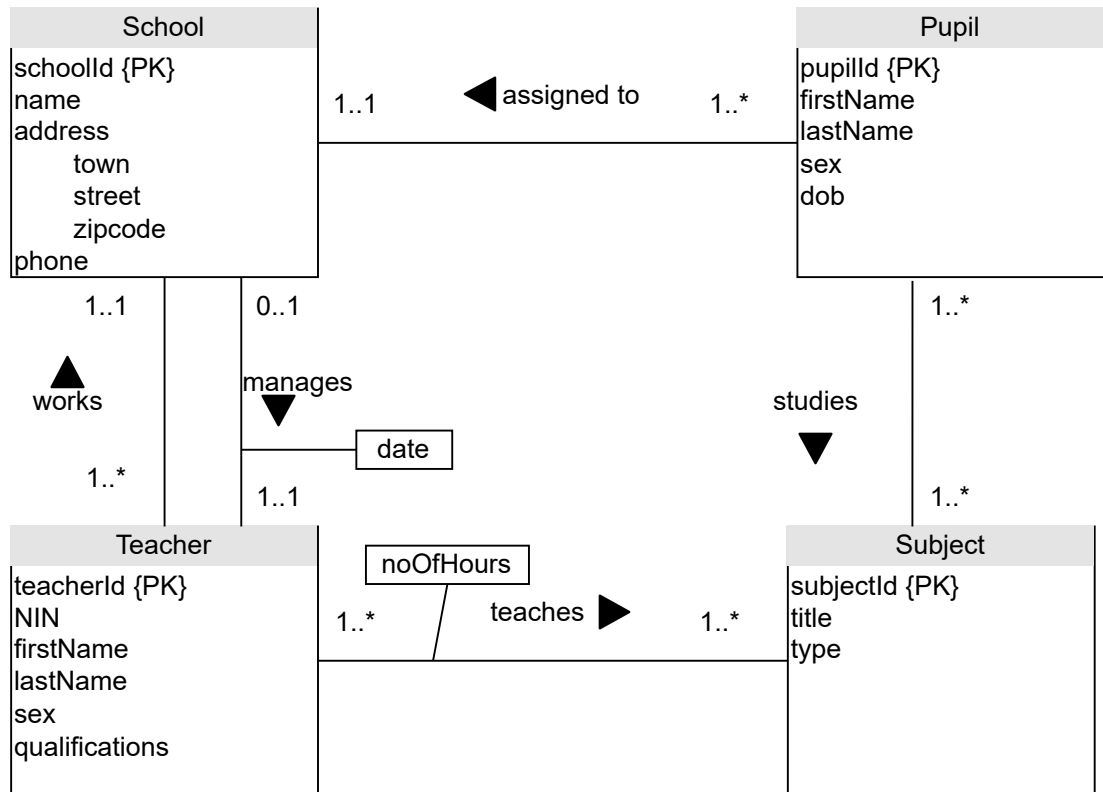 School
schoolId {PK}
name
address
town
street
zipcode
phone
1..1
assigned to
1..*
Pupil
pupilId {PK}
firstName
lastName
sex
dob
1..1
0..1
works
manages
date
1..*
1..1
1..*
studies
1..*
Teacher
teacherId {PK}
NIN
firstName
lastName
sex
qualifications
noOfHours
1..*
teaches
1..*
Subject
subjectId {PK}
title
type